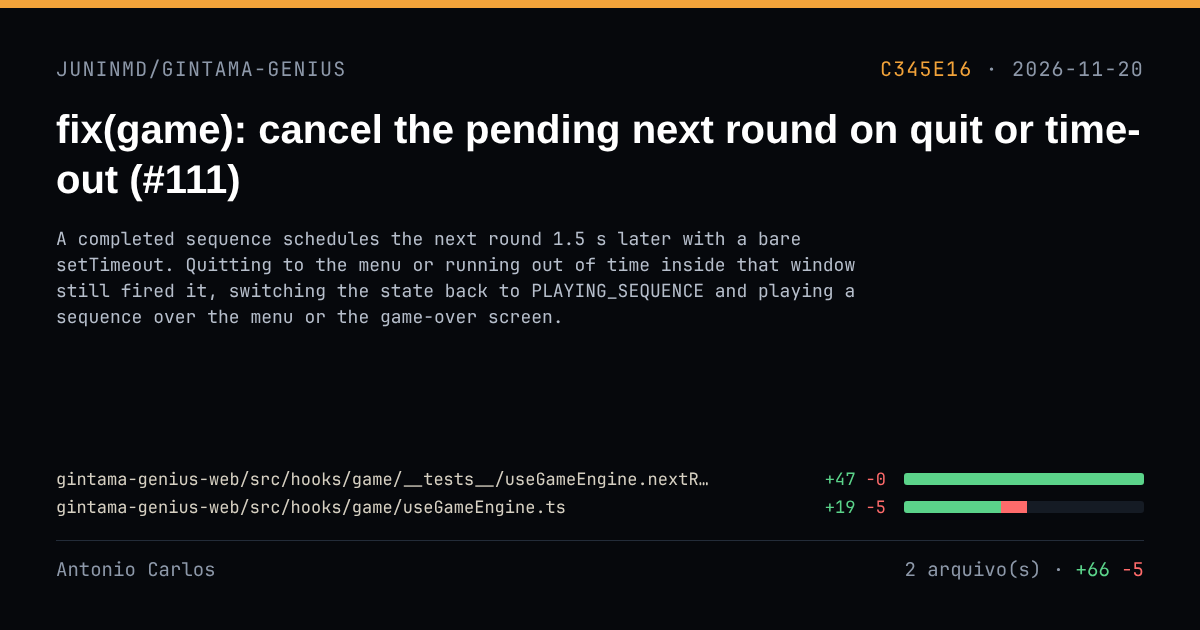 JUNINMD/GINTAMA-GENIUS
C345E16 · 2026-11-20
fix(game): cancel the pending next round on quit or time-
out (#111)
A completed sequence schedules the next round 1.5 s later with a bare
setTimeout. Quitting to the menu or running out of time inside that window
still fired it, switching the state back to PLAYING_SEQUENCE and playing a
sequence over the menu or the game-over screen.
gintama-genius-web/src/hooks/game/__tests__/useGameEngine.nextR… +47 -0
gintama-genius-web/src/hooks/game/useGameEngine.ts +19 -5
Antonio Carlos
2 arquivo(s) · +66 -5